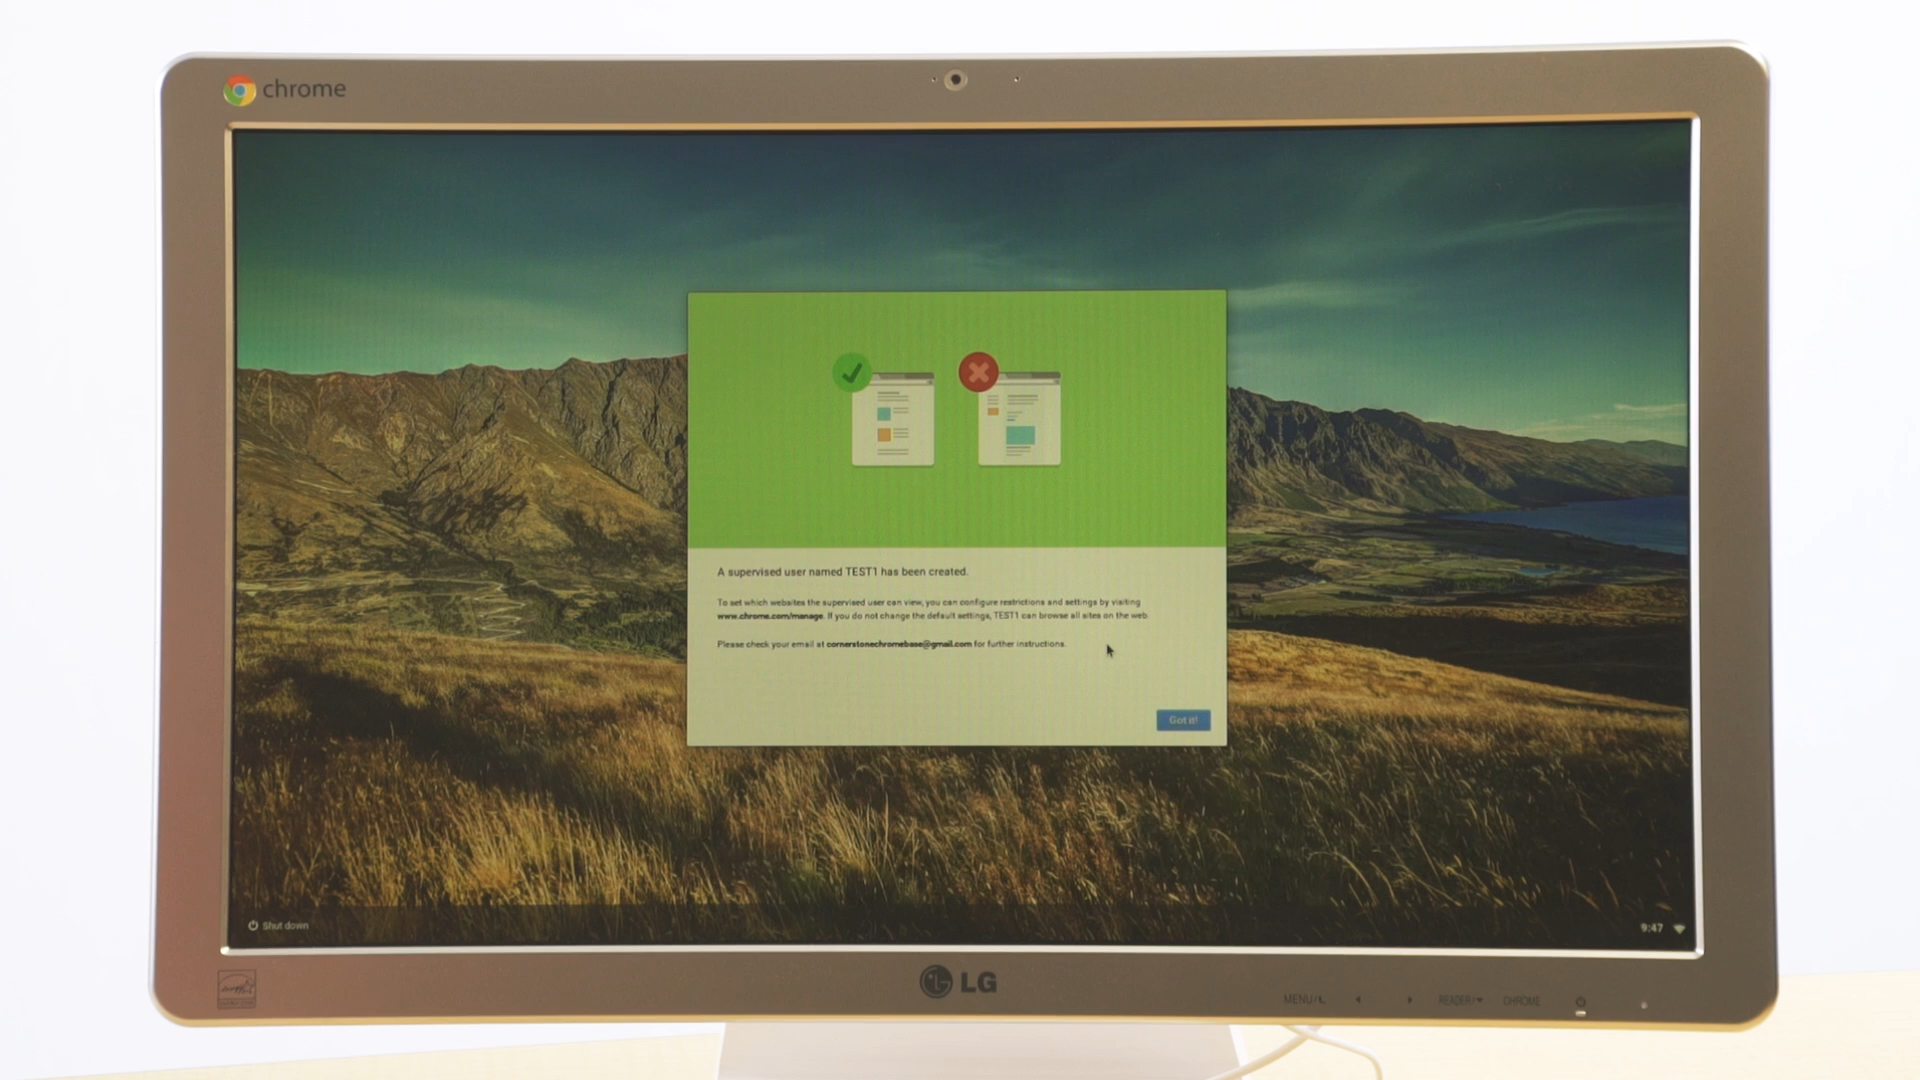 chrome
A supervised user named TEST1 has been created.
To set which websites the supervised user can view, you can configure restrictions and settings by visiting
www.chrome.com/manage. If you do not change the default settings, TEST1 can browse all sites on the web.
Please check your email at cornerstonechromebase@gmail.com for further instructions.
Got it!
Shut down
9:47
LG
MENU/
READER/
CHROME